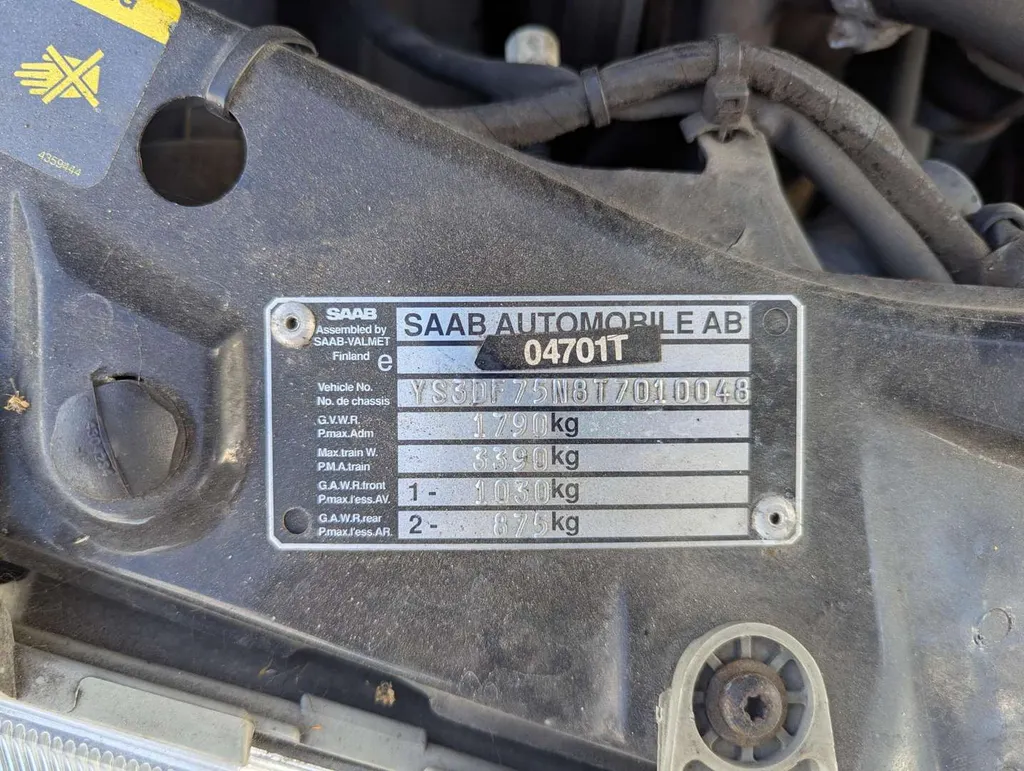 4359444
SAAB
Assembled by
SAAB-VALMET
Finland
e
SAAB AUTOMOBILE AB
04701T
Vehicle No.
No. de chassis
YS3DF75N8T7010048
G.V.W.R.
P.max.Adm
1790kg
Max.train W.
P.M.A.train
3390kg
G.A.W.R.front
P.max.l'ess.AV.
1- 1030kg
G.A.W.R.rear
P.max.l'ess.AR.
2- 875kg